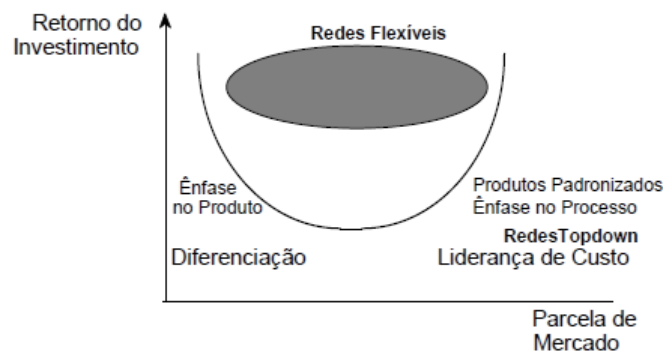 Retorno do
Investimento
Redes Flexíveis
Ênfase
no Produto
Produtos Padronizados
Ênfase no Processo
RedesTopdown
Diferenciação
Liderança de Custo
Parcela de
Mercado